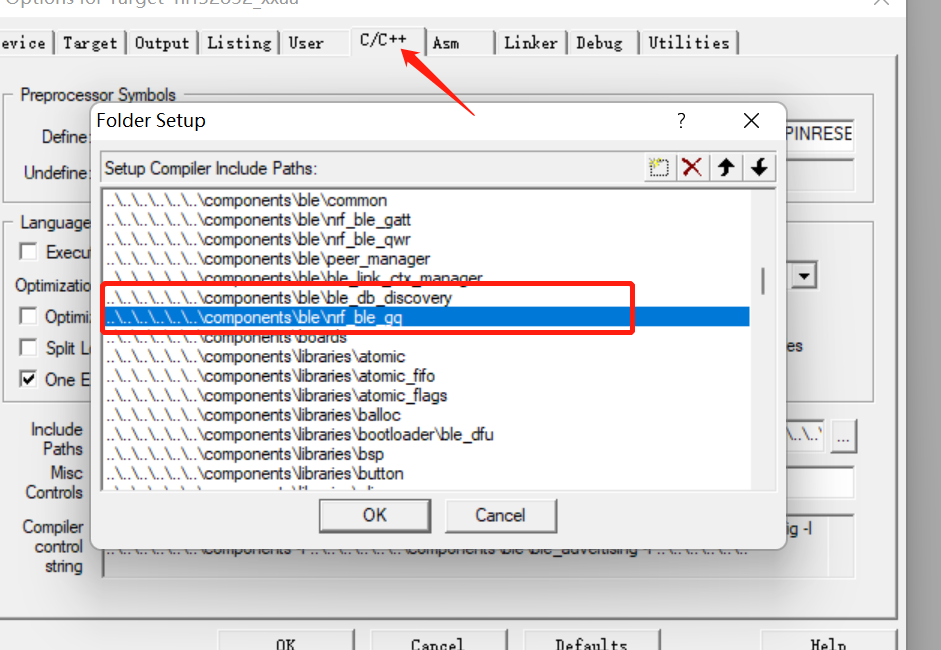 Options for Target 'nrf52832_xxaa'
evice Target Output Listing User C/C++ Asm Linker Debug Utilities
Preprocessor Symbols
Folder Setup ?
Define: PINRESE
Setup Compiler Include Paths:
Undefine:
..\..\..\..\..\..\components\ble\common
Language
..\..\..\..\..\..\components\ble\nrf_ble_gatt
..\..\..\..\..\..\components\ble\nrf_ble_qwr
Execu
..\..\..\..\..\..\components\ble\peer_manager
..\..\..\..\..\..\components\ble\ble_link_ctx_manager
Optimizatio
..\..\..\..\..\..\components\ble\ble_db_discovery
Optimi
..\..\..\..\..\..\components\ble\nrf_ble_gq
..\..\..\..\..\..\components\boards
Split L es
..\..\..\..\..\..\components\libraries\atomic
..\..\..\..\..\..\components\libraries\atomic_fifo
One E
..\..\..\..\..\..\components\libraries\atomic_flags
..\..\..\..\..\..\components\libraries\balloc
Include
Paths \..\..\ ...
..\..\..\..\..\..\components\libraries\bootloader\ble_dfu
..\..\..\..\..\..\components\libraries\bsp
Misc
Controls
..\..\..\..\..\..\components\libraries\button
OK Cancel
Compiler
control
string
ig -I
..\..\..\..\..\..\components -I ..\..\..\..\..\..\components\ble\ble_advertising -I ..\..\..\..\..\..
OK Cancel Defaults Help